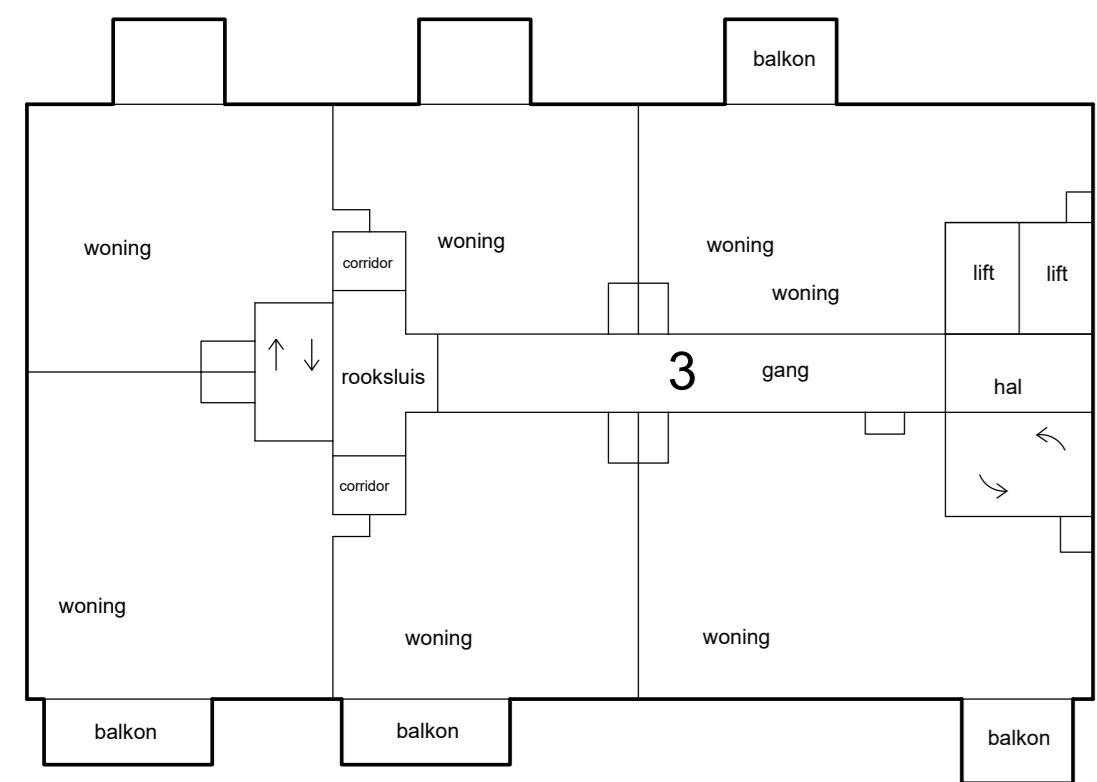 balkon
woning
woning
woning
woning
corridor
lift
lift
rooksluis
3
gang
hal
corridor
woning
woning
woning
balkon
balkon
balkon